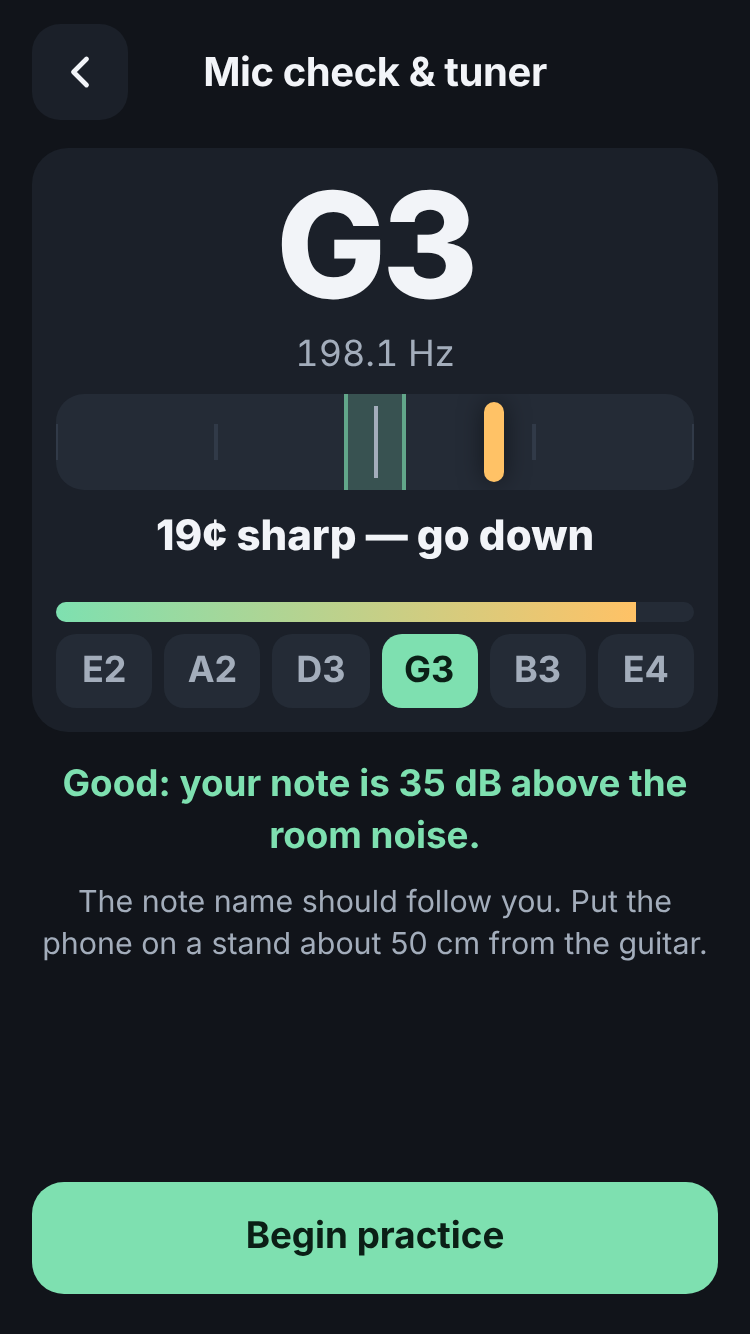 Mic check & tuner
G3
198.1 Hz
19¢ sharp — go down
E2 A2 D3 G3 B3 E4
Good: your note is 35 dB above the
room noise.
The note name should follow you. Put the
phone on a stand about 50 cm from the guitar.
Begin practice